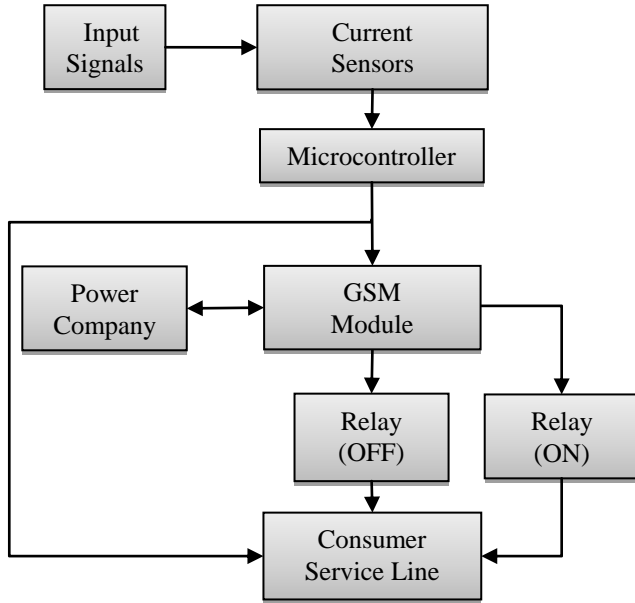 Input
Signals
Current
Sensors
Microcontroller
Power
Company
GSM
Module
Relay
(OFF)
Relay
(ON)
Consumer
Service Line